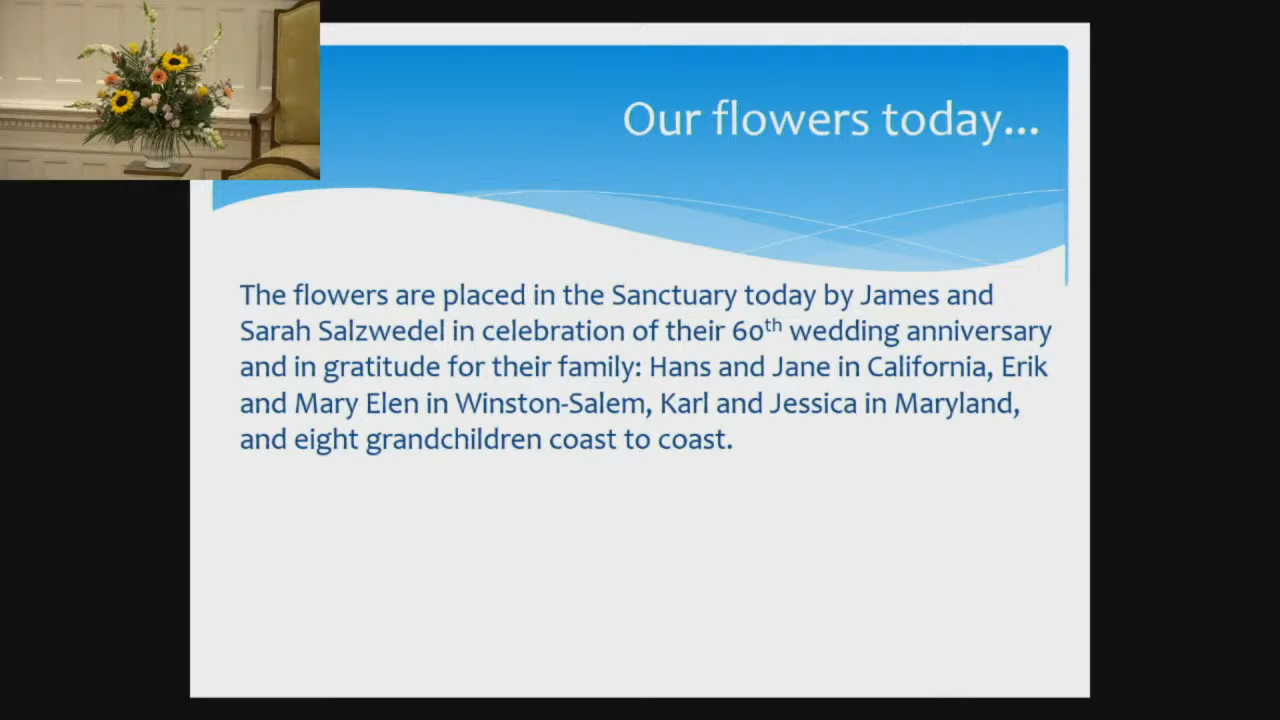 Our flowers today...
The flowers are placed in the Sanctuary today by James and
Sarah Salzwedel in celebration of their 60th wedding anniversary
and in gratitude for their family: Hans and Jane in California, Erik
and Mary Elen in Winston-Salem, Karl and Jessica in Maryland,
and eight grandchildren coast to coast.